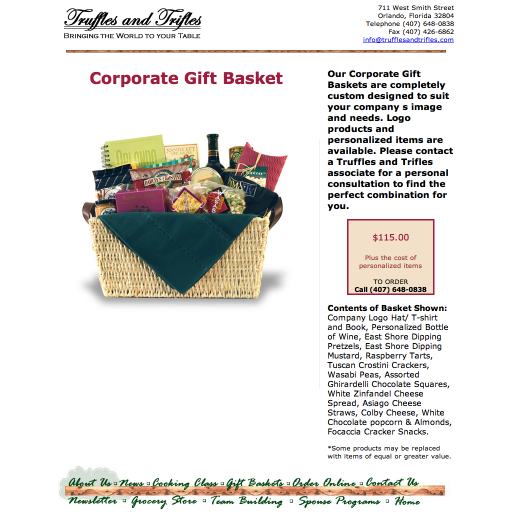 Truffles and Trifles
BRINGING THE WORLD TO YOUR TABLE
711 West Smith Street
Orlando, Florida 32804
Telephone (407) 648-0838
Fax (407) 426-6862
info@trufflesandtrifles.com
Corporate Gift Basket
Our Corporate Gift
Baskets are completely
custom designed to suit
your company s image
and needs. Logo
products and
personalized items are
available. Please contact
a Truffles and Trifles
associate for a personal
consultation to find the
perfect combination for
you.
$115.00
Plus the cost of
personalized items
TO ORDER
Call (407) 648-0838
Contents of Basket Shown:
Company Logo Hat/ T-shirt
and Book, Personalized Bottle
of Wine, East Shore Dipping
Pretzels, East Shore Dipping
Mustard, Raspberry Tarts,
Tuscan Crostini Crackers,
Wasabi Peas, Assorted
Ghirardelli Chocolate Squares,
White Zinfandel Cheese
Spread, Asiago Cheese
Straws, Colby Cheese, White
Chocolate popcorn & Almonds,
Focaccia Cracker Snacks.
*Some products may be replaced
with items of equal or greater value.
About Us News Cooking Class Gift Baskets Order Online Contact Us
Newsletter Grocery Store Team Building Spouse Programs Home